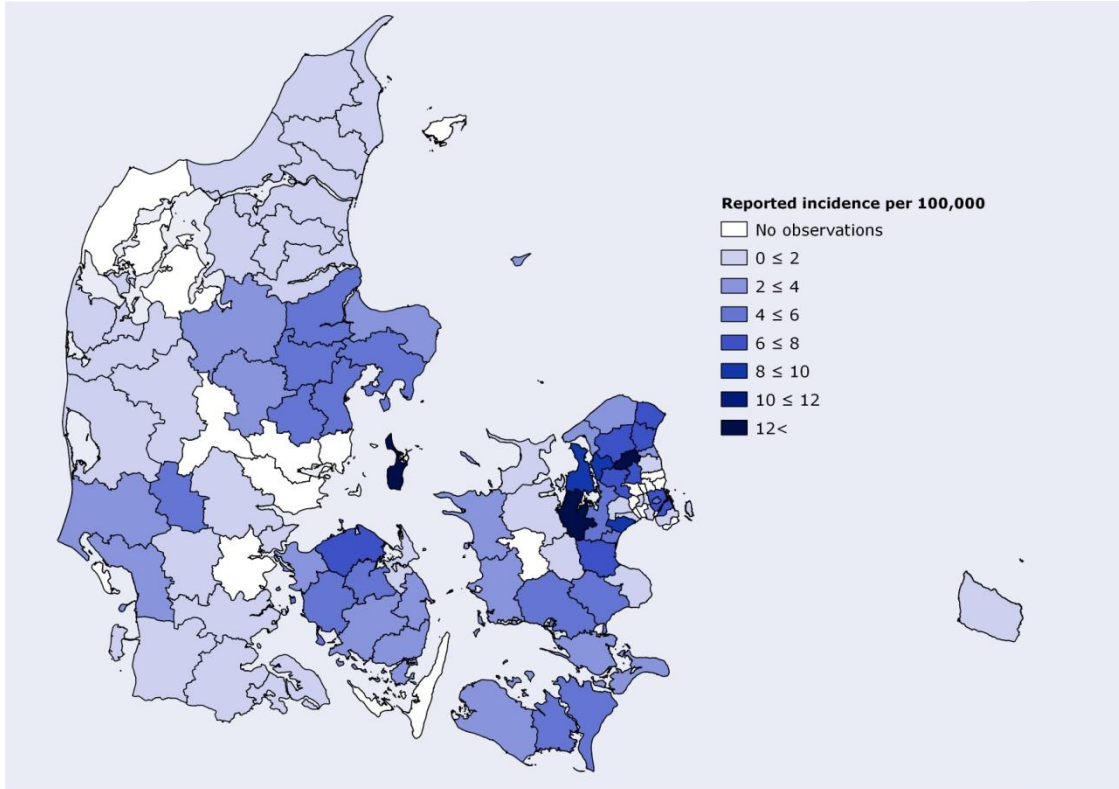 Reported incidence per 100,000
No observations
0 ≤ 2
2 ≤ 4
4 ≤ 6
6 ≤ 8
8 ≤ 10
10 ≤ 12
12<